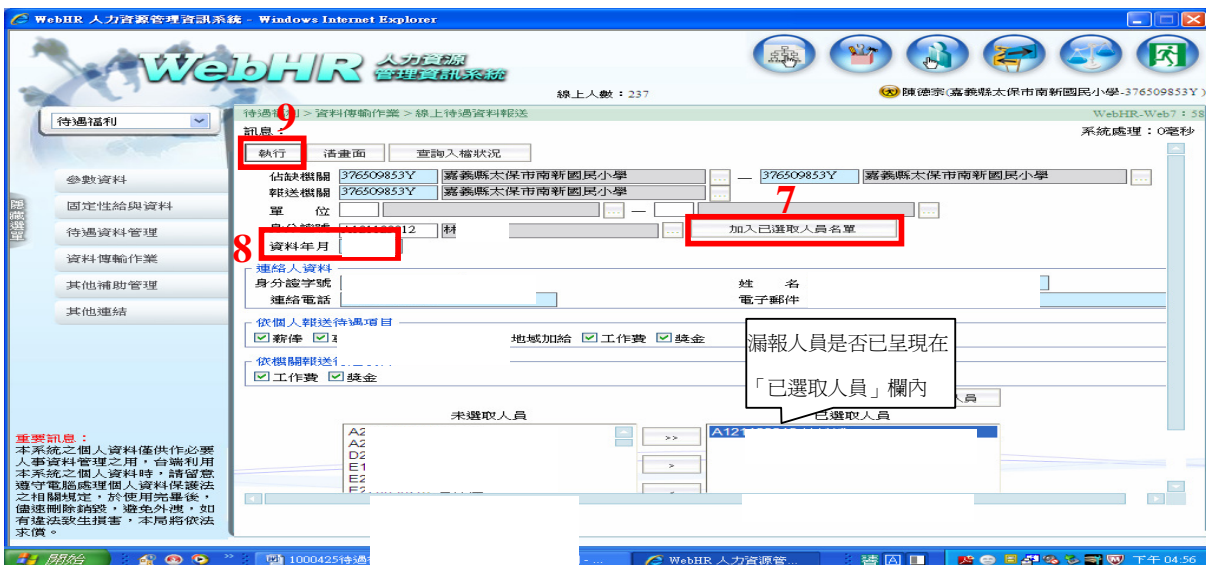 WebHR 人力資源管理資訊系統 - Windows Internet Explorer
WebHR 人力資源
管理資訊系統
線上人數：237
陳德宗(嘉義縣太保市南新國民小學-376509853Y)
待遇福利
待遇福利 > 資料傳輸作業 > 線上待遇資料報送
WebHR-Web7：58
9
訊息：
系統處理：0毫秒
執行
清畫面
查詢入檔狀況
參數資料
固定性給與資料
待遇資料管理
資料傳輸作業
其他補助管理
其他連結
隱藏選單
佔缺機關 376509853Y 嘉義縣太保市南新國民小學 ... — 376509853Y 嘉義縣太保市南新國民小學 ...
報送機關 376509853Y 嘉義縣太保市南新國民小學 ...
7
單 位 ... — ...
林 ... 加入已選取人員名單
8
資料年月
連絡人資料
身分證字號
姓 名
連絡電話
電子郵件
依個人報送待遇項目
薪俸
地域加給 工作費 獎金
依機關報送
工作費 獎金
漏報人員是否已呈現在
「已選取人員」欄內
人員
未選取人員
已選取人員
A2
A2
D2
E1
E2
>>
>
A121
重要訊息：
本系統之個人資料僅供作必要
人事資料管理之用，台端利用
本系統之個人資料時，請留意
遵守電腦處理個人資料保護法
之相關規定，於使用完畢後，
儘速刪除銷毀，避免外洩，如
有違法致生損害，本局將依法
求償。
開始
1000425待遇
- ...
WebHR 人力資源管...
下午 04:56